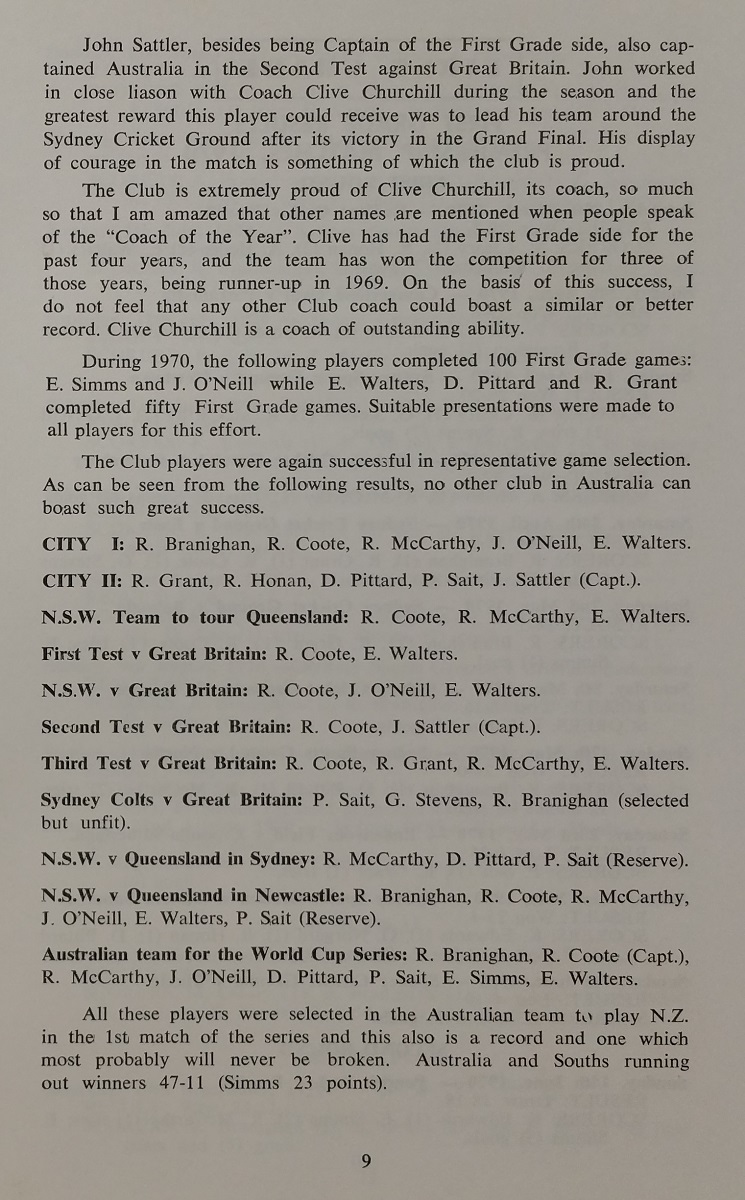 John Sattler, besides being Captain of the First Grade side, also cap-
tained Australia in the Second Test against Great Britain. John worked
in close liason with Coach Clive Churchill during the season and the
greatest reward this player could receive was to lead his team around the
Sydney Cricket Ground after its victory in the Grand Final. His display
of courage in the match is something of which the club is proud.
The Club is extremely proud of Clive Churchill, its coach, so much
so that I am amazed that other names are mentioned when people speak
of the “Coach of the Year”. Clive has had the First Grade side for the
past four years, and the team has won the competition for three of
those years, being runner-up in 1969. On the basis of this success, I
do not feel that any other Club coach could boast a similar or better
record. Clive Churchill is a coach of outstanding ability.
During 1970, the following players completed 100 First Grade games:
E. Simms and J. O’Neill while E. Walters, D. Pittard and R. Grant
completed fifty First Grade games. Suitable presentations were made to
all players for this effort.
The Club players were again successful in representative game selection.
As can be seen from the following results, no other club in Australia can
boast such great success.
CITY I: R. Branighan, R. Coote, R. McCarthy, J. O’Neill, E. Walters.
CITY II: R. Grant, R. Honan, D. Pittard, P. Sait, J. Sattler (Capt.).
N.S.W. Team to tour Queensland: R. Coote, R. McCarthy, E. Walters.
First Test v Great Britain: R. Coote, E. Walters.
N.S.W. v Great Britain: R. Coote, J. O’Neill, E. Walters.
Second Test v Great Britain: R. Coote, J. Sattler (Capt.).
Third Test v Great Britain: R. Coote, R. Grant, R. McCarthy, E. Walters.
Sydney Colts v Great Britain: P. Sait, G. Stevens, R. Branighan (selected
but unfit).
N.S.W. v Queensland in Sydney: R. McCarthy, D. Pittard, P. Sait (Reserve).
N.S.W. v Queensland in Newcastle: R. Branighan, R. Coote, R. McCarthy,
J. O’Neill, E. Walters, P. Sait (Reserve).
Australian team for the World Cup Series: R. Branighan, R. Coote (Capt.),
R. McCarthy, J. O’Neill, D. Pittard, P. Sait, E. Simms, E. Walters.
All these players were selected in the Australian team to play N.Z.
in the 1st match of the series and this also is a record and one which
most probably will never be broken. Australia and Souths running
out winners 47-11 (Simms 23 points).
9